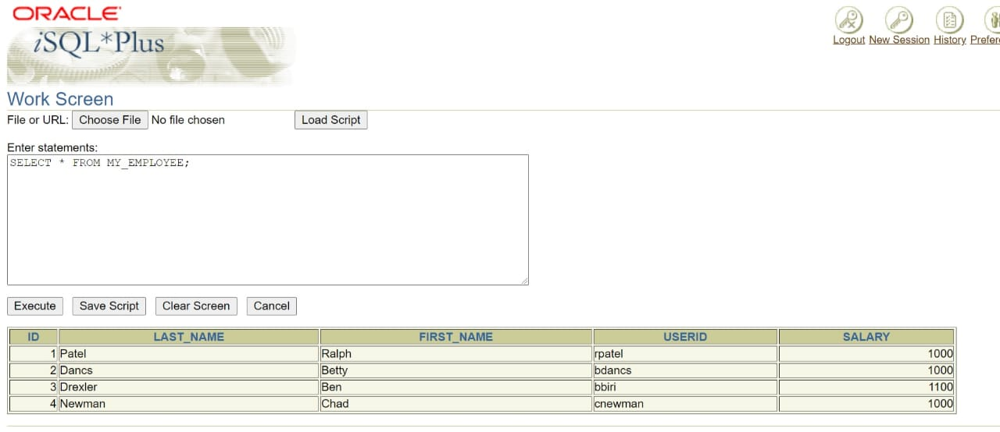 ORACLE
iSQL*Plus
Logout New Session History Prefere
Work Screen
File or URL: Choose File No file chosen Load Script
Enter statements:
SELECT * FROM MY_EMPLOYEE;
Execute Save Script Clear Screen Cancel
ID LAST_NAME FIRST_NAME USERID SALARY
1 Patel Ralph rpatel 1000
2 Dancs Betty bdancs 1000
3 Drexler Ben bbiri 1100
4 Newman Chad cnewman 1000